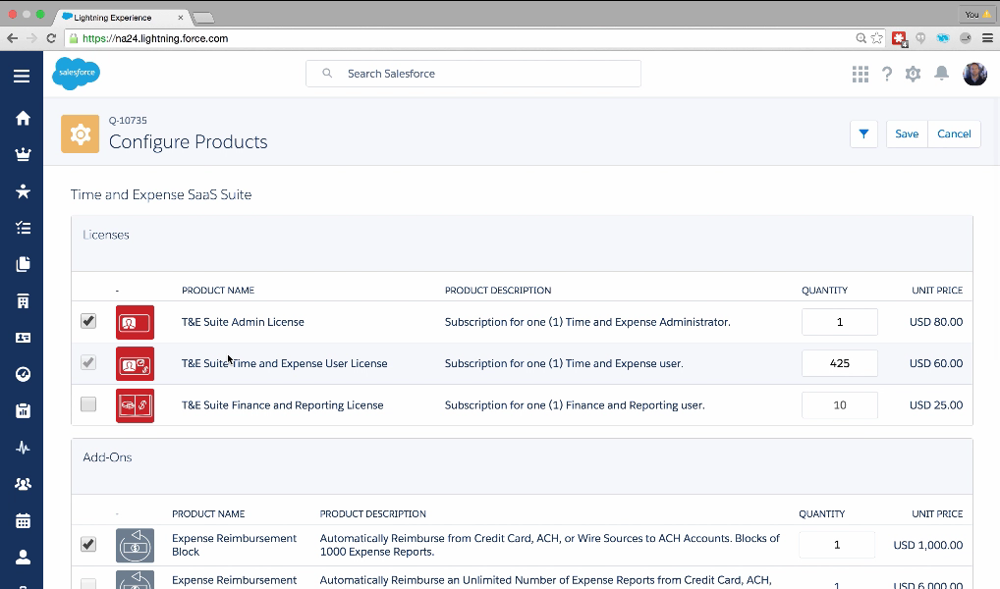 Lightning Experience
You
https://na24.lightning.force.com
salesforce
Search Salesforce
Q-10735
Configure Products
Save
Cancel
Time and Expense SaaS Suite
Licenses
- PRODUCT NAME PRODUCT DESCRIPTION QUANTITY UNIT PRICE
T&E Suite Admin License Subscription for one (1) Time and Expense Administrator. 1 USD 80.00
T&E Suite Time and Expense User License Subscription for one (1) Time and Expense user. 425 USD 60.00
T&E Suite Finance and Reporting License Subscription for one (1) Finance and Reporting user. 10 USD 25.00
Add-Ons
- PRODUCT NAME PRODUCT DESCRIPTION QUANTITY UNIT PRICE
Expense Reimbursement Automatically Reimburse from Credit Card, ACH, or Wire Sources to ACH Accounts. Blocks of
Block 1000 Expense Reports. 1 USD 1,000.00
Expense Reimbursement Automatically Reimburse an Unlimited Number of Expense Reports from Credit Card, ACH, 1 USD 6,000.00